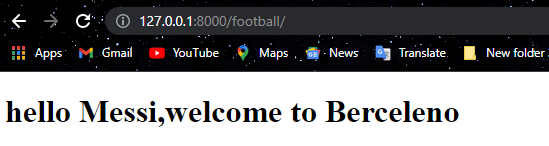 127.0.0.1:8000/football/
Apps Gmail YouTube Maps News Translate New folder
hello Messi,welcome to Berceleno